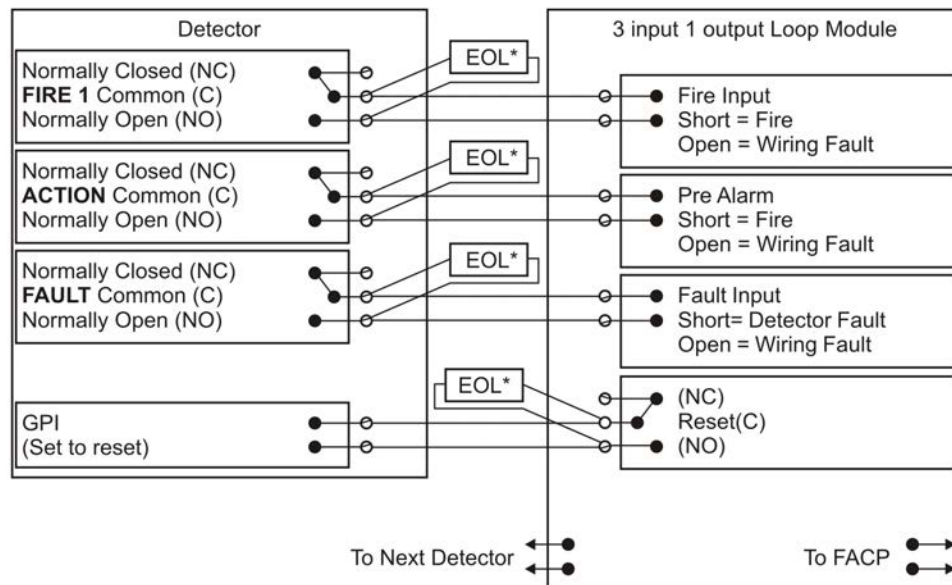 Detector
Normally Closed (NC)
FIRE 1 Common (C)
Normally Open (NO)
EOL*
Normally Closed (NC)
ACTION Common (C)
Normally Open (NO)
EOL*
Normally Closed (NC)
FAULT Common (C)
Normally Open (NO)
EOL*
GPI
(Set to reset)
EOL*
3 input 1 output Loop Module
Fire Input
Short = Fire
Open = Wiring Fault
Pre Alarm
Short = Fire
Open = Wiring Fault
Fault Input
Short= Detector Fault
Open = Wiring Fault
(NC)
Reset(C)
(NO)
To Next Detector
To FACP